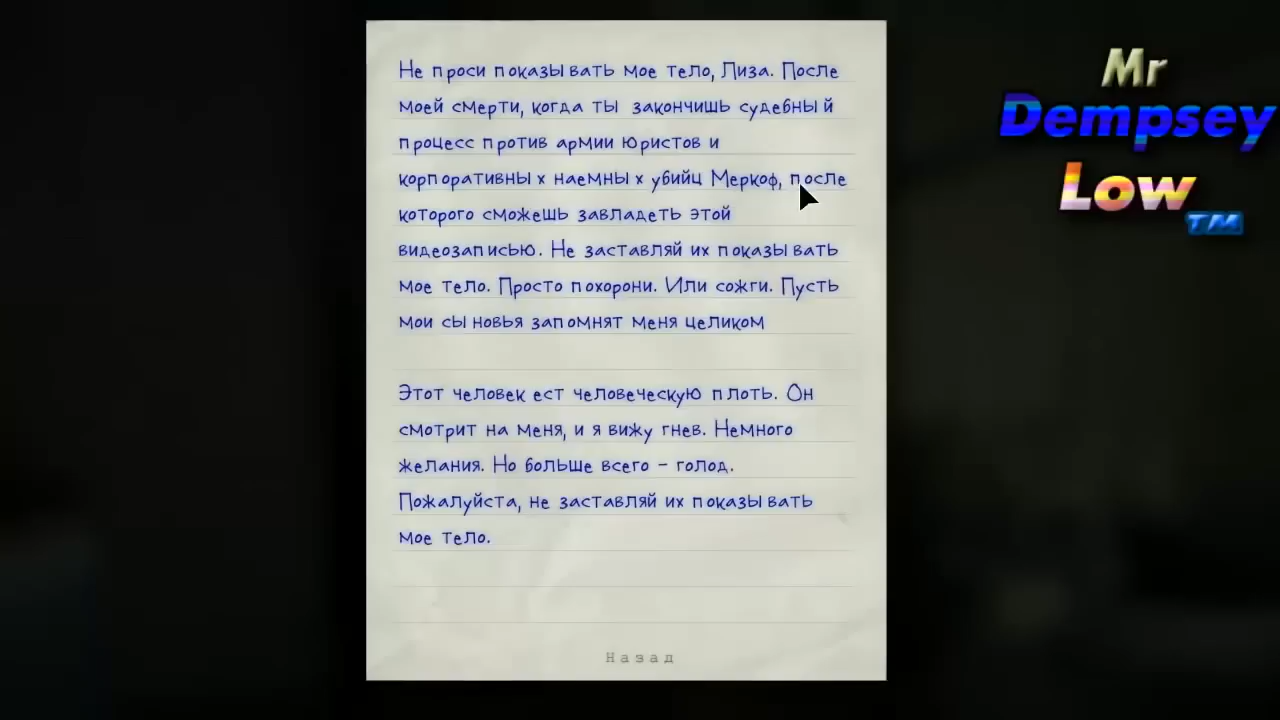 Не проси показывать мое тело, Лиза. После
моей смерти, когда ты закончишь судебный
процесс против армии юристов и
корпоративных наемных убийц Меркоф, после
которого сможешь завладеть этой
видеозаписью. Не заставляй их показывать
мое тело. Просто похорони. Или сожги. Пусть
мои сыновья запомнят меня целиком
Этот человек ест человеческую плоть. Он
смотрит на меня, и я вижу гнев. Немного
желания. Но больше всего - голод.
Пожалуйста, не заставляй их показывать
мое тело.
Назад
Mr
Dempsey
Low
TM